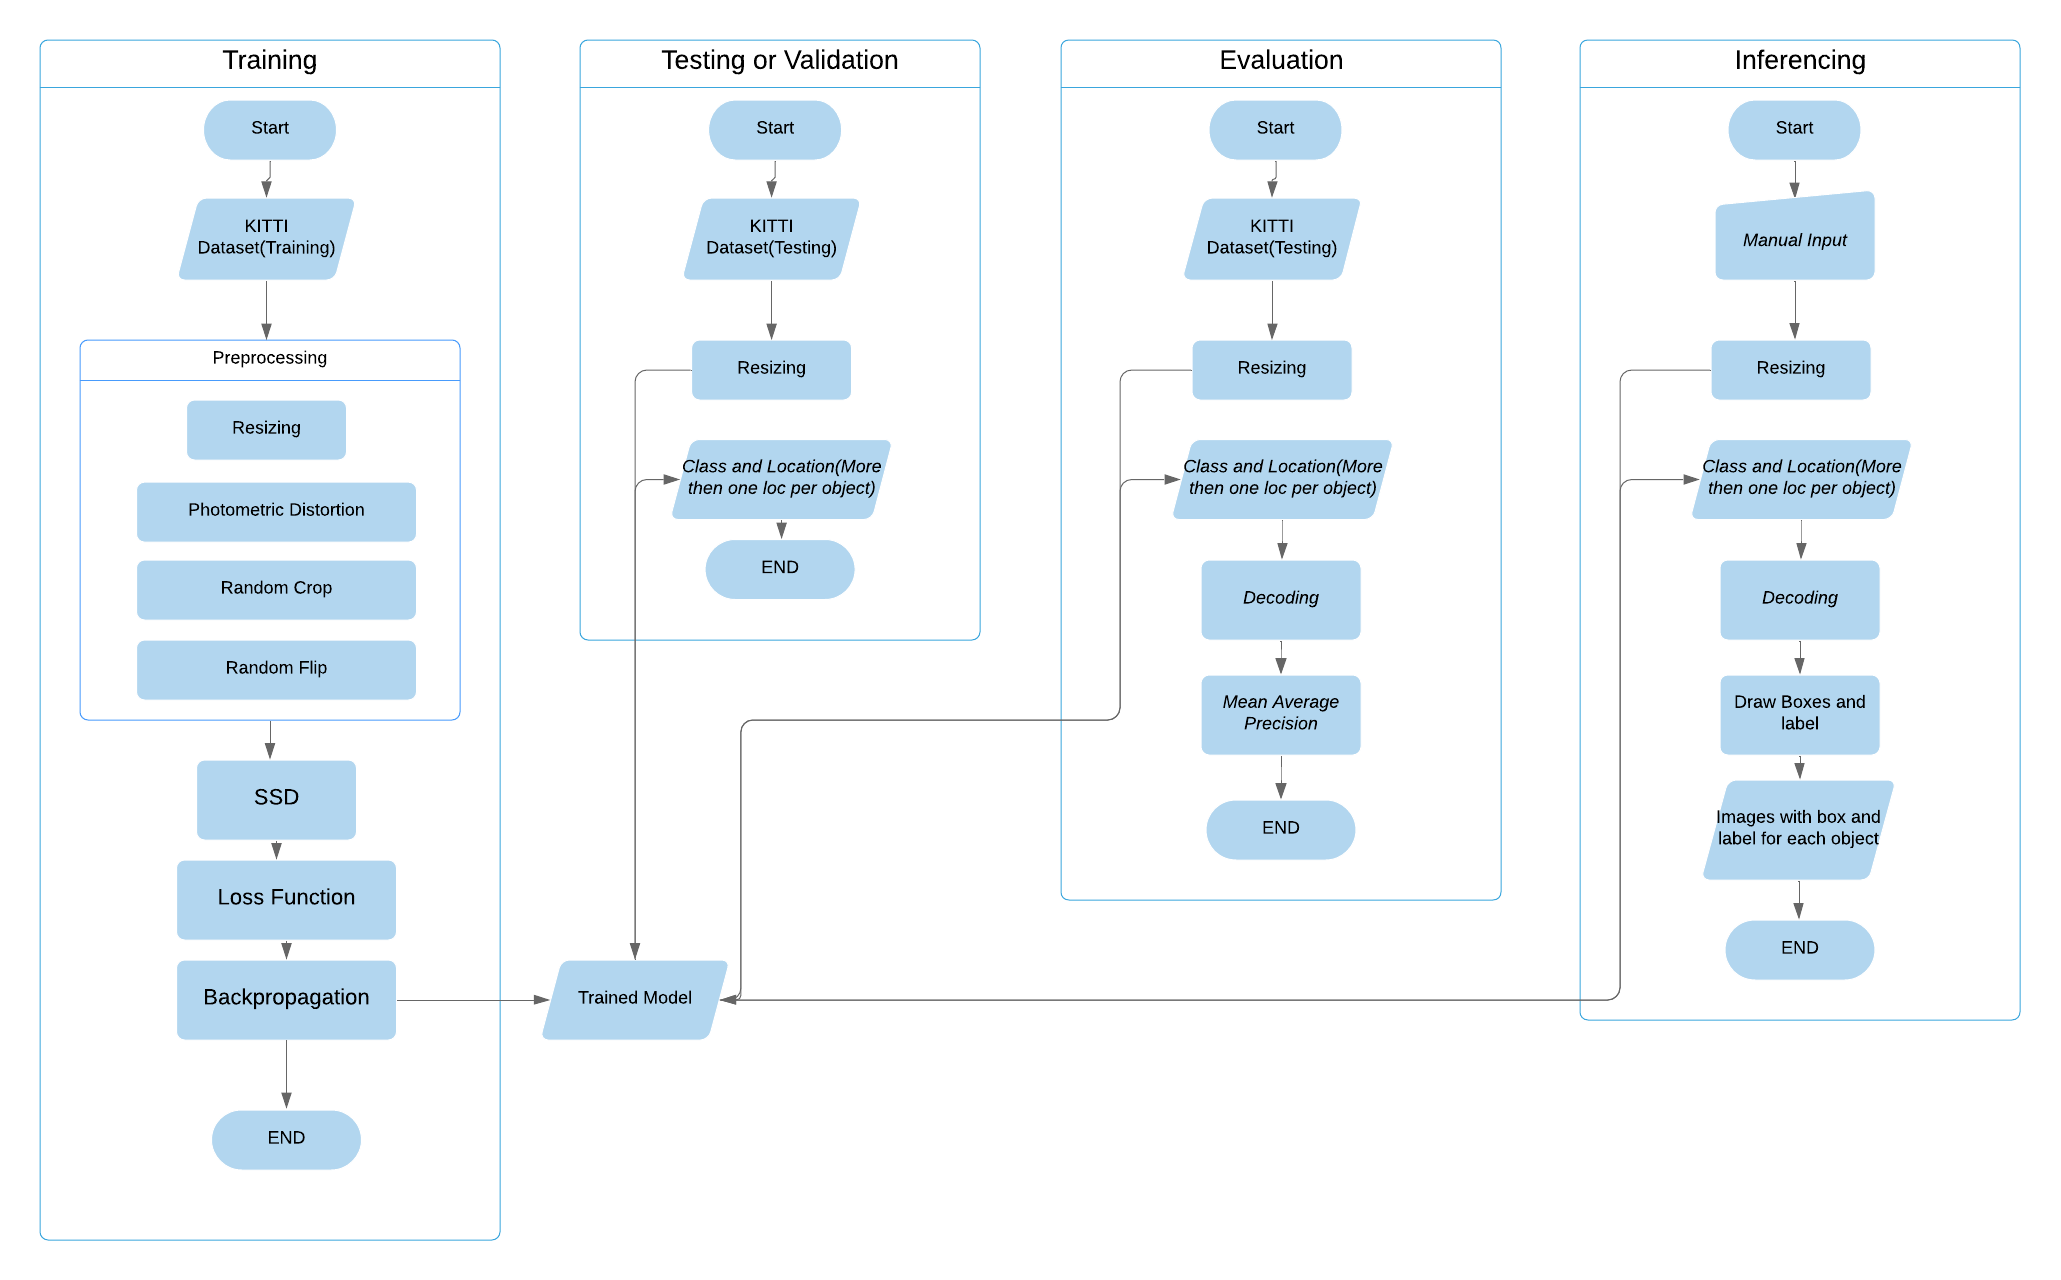 Training
Start
KITTI
Dataset(Training)
Preprocessing
Resizing
Photometric Distortion
Random Crop
Random Flip
SSD
Loss Function
Backpropagation
END
Trained Model
Testing or Validation
Start
KITTI
Dataset(Testing)
Resizing
Class and Location(More
then one loc per object)
END
Evaluation
Start
KITTI
Dataset(Testing)
Resizing
Class and Location(More
then one loc per object)
Decoding
Mean Average
Precision
END
Inferencing
Start
Manual Input
Resizing
Class and Location(More
then one loc per object)
Decoding
Draw Boxes and
label
Images with box and
label for each object
END